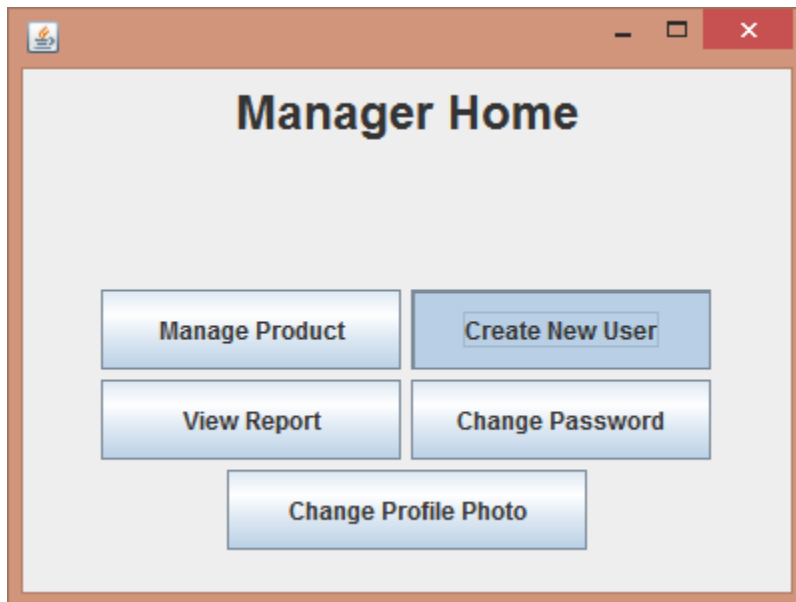 Manager Home
Manage Product
Create New User
View Report
Change Password
Change Profile Photo